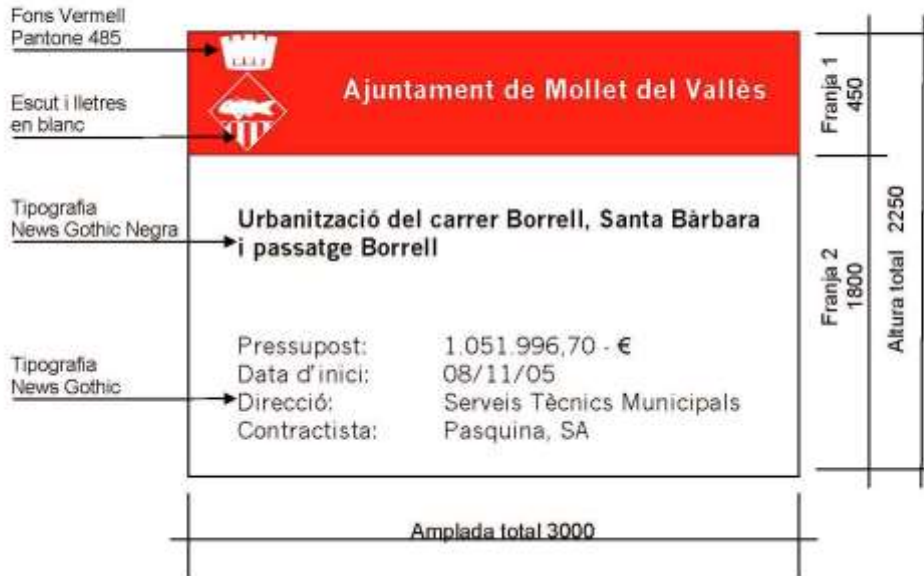 Fons Vermell
Pantone 485
Escut i lletres
en blanc
Ajuntament de Mollet del Vallès
Franja 1
450
Tipografia
News Gothic Negra
Urbanització del carrer Borrell, Santa Bàrbara
i passatge Borrell
Franja 2
1800
Altura total 2250
Tipografia
News Gothic
Pressupost: 1.051.996,70 - €
Data d'inici: 08/11/05
Direcció: Serveis Tècnics Municipals
Contractista: Pasquina, SA
Amplada total 3000